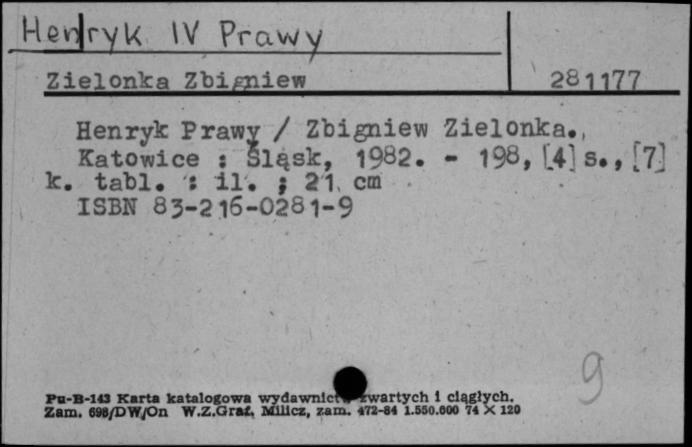 Henryk IV Prawy
Zielonka Zbigniew 281177
Henryk Prawy / Zbigniew Zielonka.,
Katowice : Śląsk, 1982. - 198, [4] s., [7]
k. tabl. : il. ; 21 cm
ISBN 83-216-0281-9
9
Pu-B-143 Karta katalogowa wydawnictw zwartych i ciągłych.
Zam. 698/DW/On W.Z.Graf. Milicz, zam. 472-84 1.550.000 74 X 120